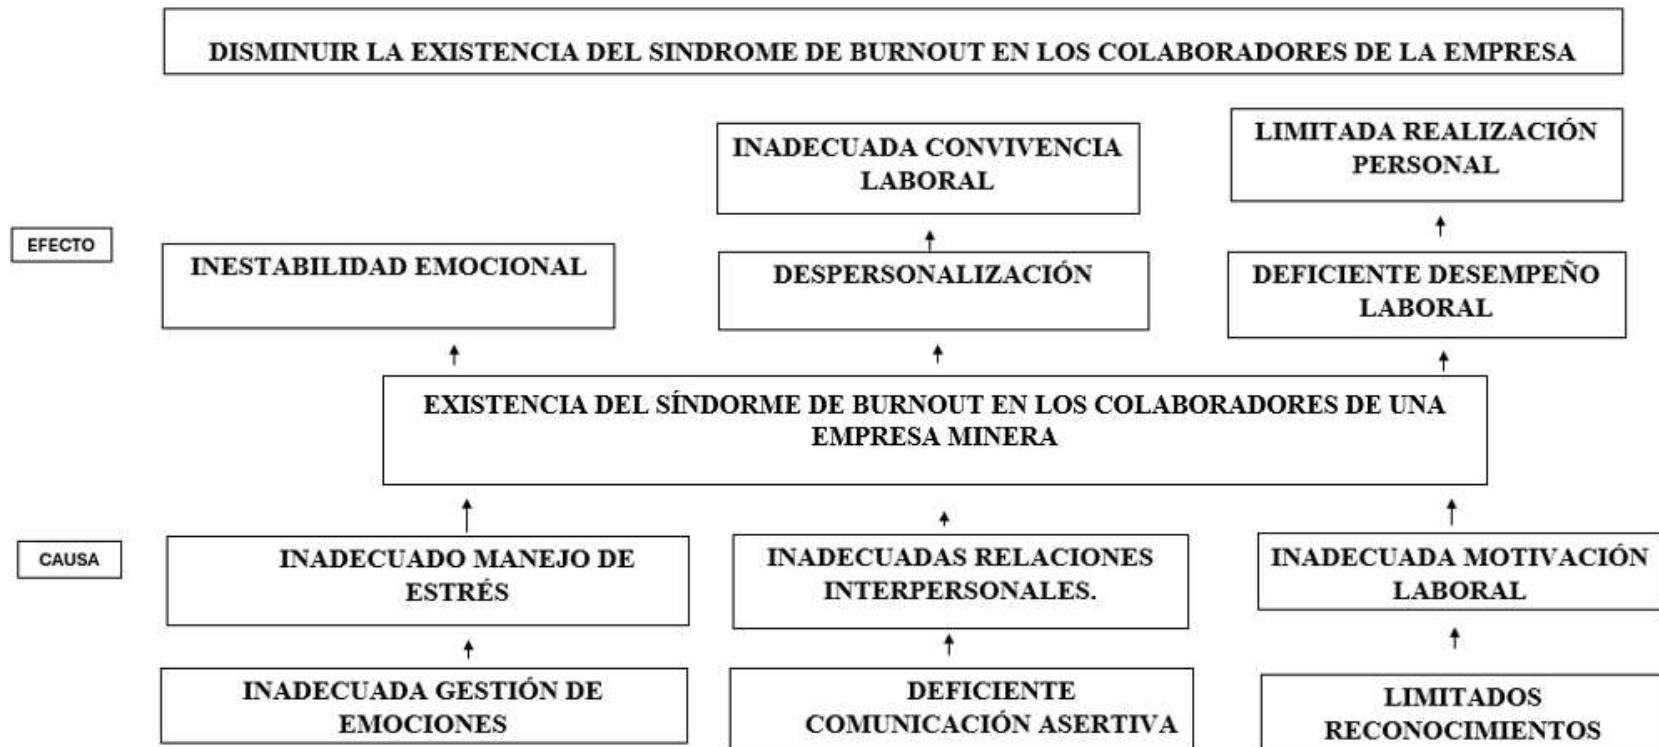 DISMINUIR LA EXISTENCIA DEL SINDROME DE BURNOUT EN LOS COLABORADORES DE LA EMPRESA
INADECUADA CONVIVENCIA
LABORAL
LIMITADA REALIZACIÓN
PERSONAL
EFECTO
INESTABILIDAD EMOCIONAL
DESPERSONALIZACIÓN
DEFICIENTE DESEMPEÑO
LABORAL
EXISTENCIA DEL SÍNDORME DE BURNOUT EN LOS COLABORADORES DE UNA
EMPRESA MINERA
CAUSA
INADECUADO MANEJO DE
ESTRÉS
INADECUADAS RELACIONES
INTERPERSONALES.
INADECUADA MOTIVACIÓN
LABORAL
INADECUADA GESTIÓN DE
EMOCIONES
DEFICIENTE
COMUNICACIÓN ASERTIVA
LIMITADOS
RECONOCIMIENTOS